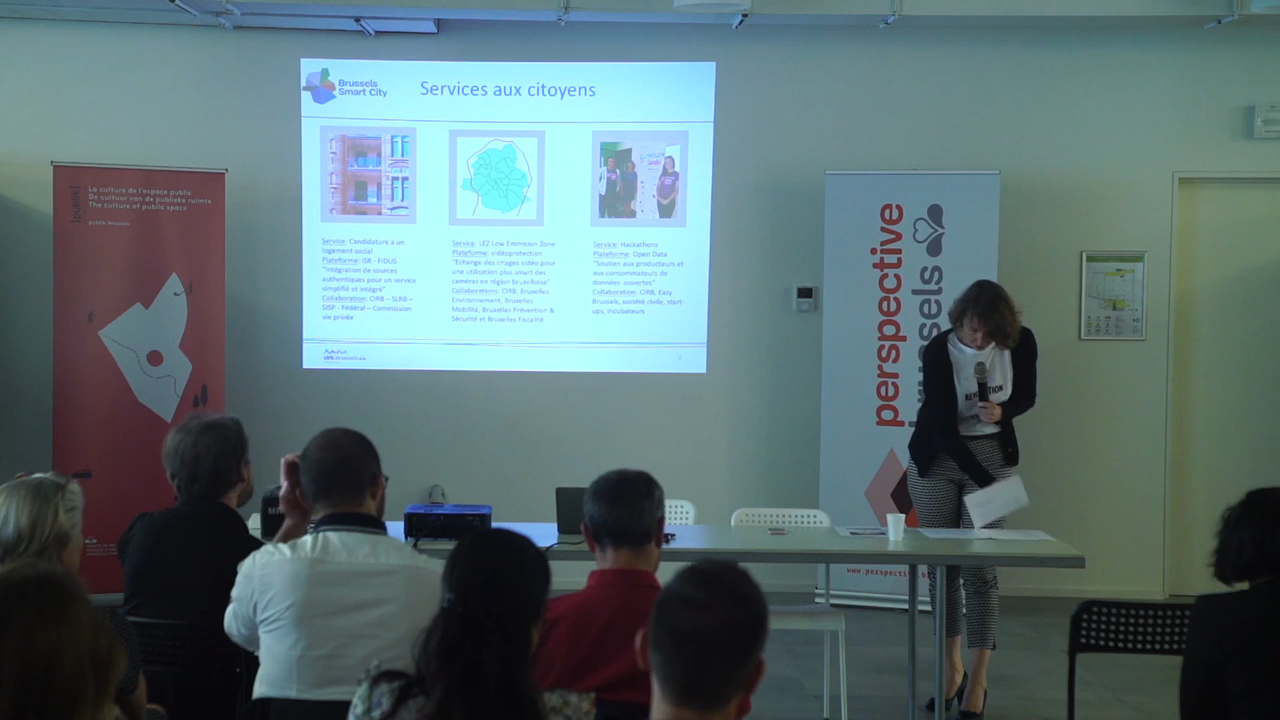 Brussels
Smart City
Services aux citoyens
Service: Candidature à un
logement social
Plateforme: ISR - FIDUS
"Intégration de sources
authentiques pour un service
simplifié et intégré"
Collaboration: CIRB – SLRB –
SISP - Fédéral – Commission
vie privée
Service: LEZ Low Emmission Zone
Plateforme: vidéoprotection
"Echange des images vidéo pour
une utilisation plus smart des
caméras en région bruxelloise"
Collaborations: CIRB, Bruxelles
Environnement, Bruxelles
Mobilité, Bruxelles Prévention &
Sécurité et Bruxelles Fiscalité
Service: Hackathons
Plateforme: Open Data
"Soutien aux producteurs et
aux consommateurs de
données ouvertes"
Collaboration: CIRB, Easy
Brussels, société civile, start-
ups, incubateurs
La culture de l'espace public
De cultuur van de publieke ruimte
The culture of public space
perspective
www.perspective.b